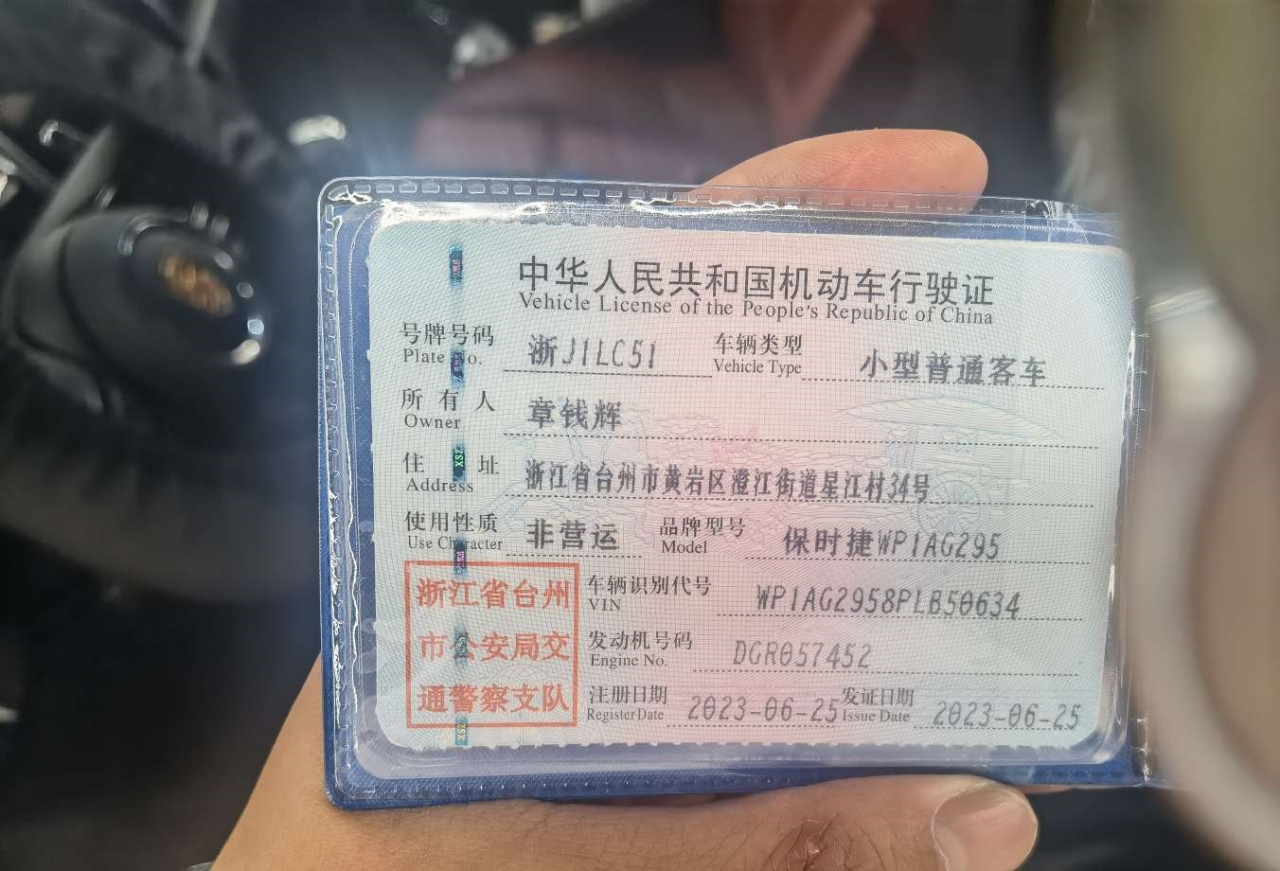 中华人民共和国机动车行驶证
Vehicle License of the People's Republic of China
号牌号码 浙J1LC51 车辆类型 小型普通客车
Plate No. Vehicle Type
所有人 章钱辉
Owner
住址 浙江省台州市黄岩区澄江街道星江村34号
Address
使用性质 非营运 品牌型号 保时捷WP1AG295
Use Character Model
浙江省台州 车辆识别代号 WP1AG2958PLB50634
VIN
市公安局交 发动机号码 DGR057452
Engine No.
通警察支队 注册日期 2023-06-25 发证日期 2023-06-25
Register Date Issue Date